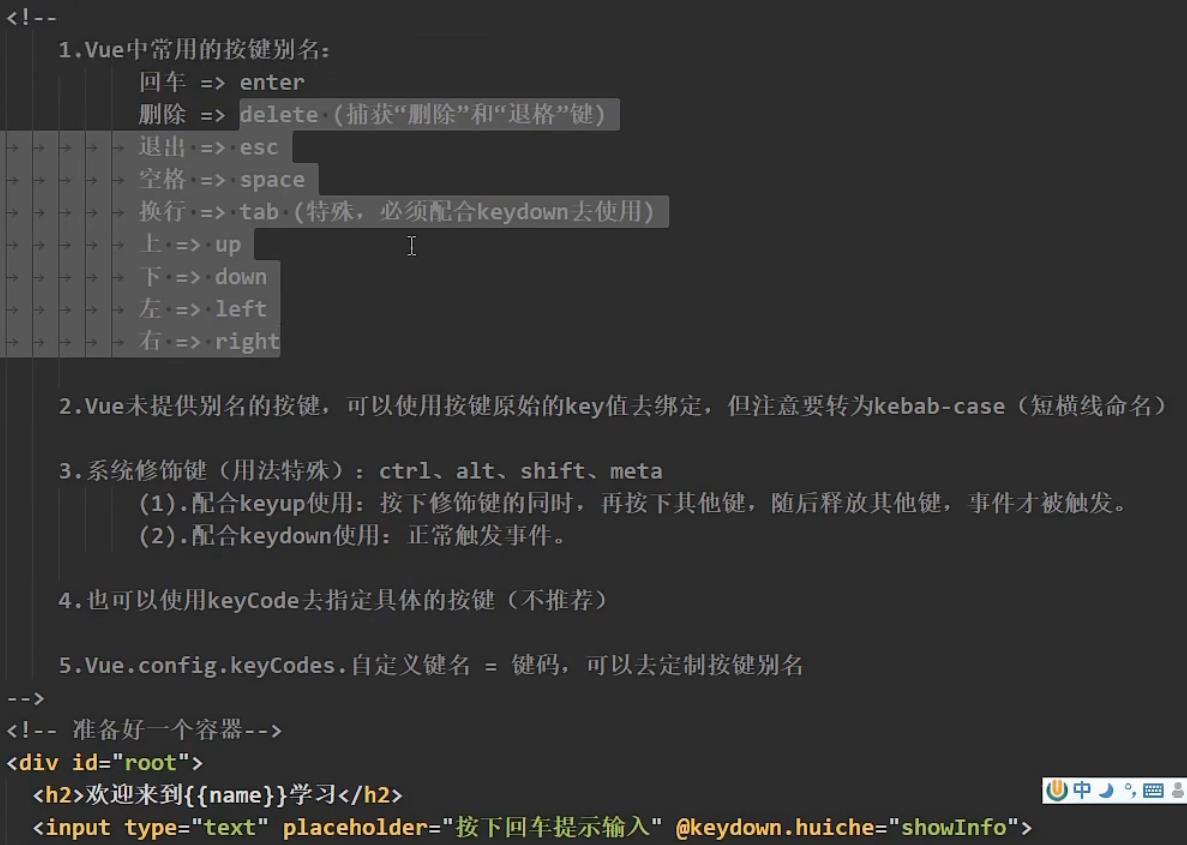 <!--
1.Vue中常用的按键别名:
回车 => enter
删除 => delete (捕获“删除”和“退格”键)
退出 => esc
空格 => space
换行 => tab (特殊，必须配合keydown去使用)
上 => up
下 => down
左 => left
右 => right
2.Vue未提供别名的按键，可以使用按键原始的key值去绑定，但注意要转为kebab-case（短横线命名）
3.系统修饰键（用法特殊）：ctrl、alt、shift、meta
(1).配合keyup使用：按下修饰键的同时，再按下其他键，随后释放其他键，事件才被触发。
(2).配合keydown使用：正常触发事件。
4.也可以使用keyCode去指定具体的按键（不推荐）
5.Vue.config.keyCodes.自定义键名 = 键码，可以去定制按键别名
-->
<!-- 准备好一个容器-->
<div id="root">
<h2>欢迎来到{{name}}学习</h2>
<input type="text" placeholder="按下回车提示输入" @keydown.huiche="showInfo">
中